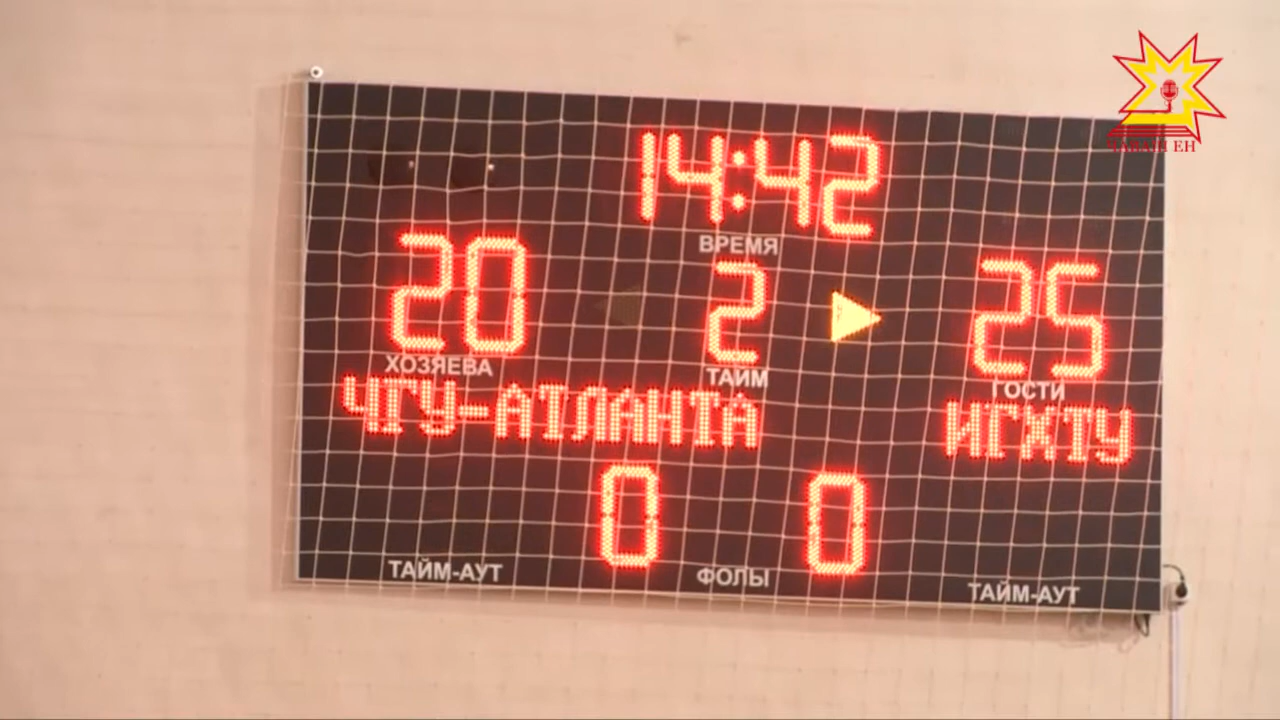 14:42
ВРЕМЯ
20 2 25
ХОЗЯЕВА ТАЙМ ГОСТИ
ЧГУ-АТЛАНТА ИГХТУ
0 0
ТАЙМ-АУТ ФОЛЫ ТАЙМ-АУТ